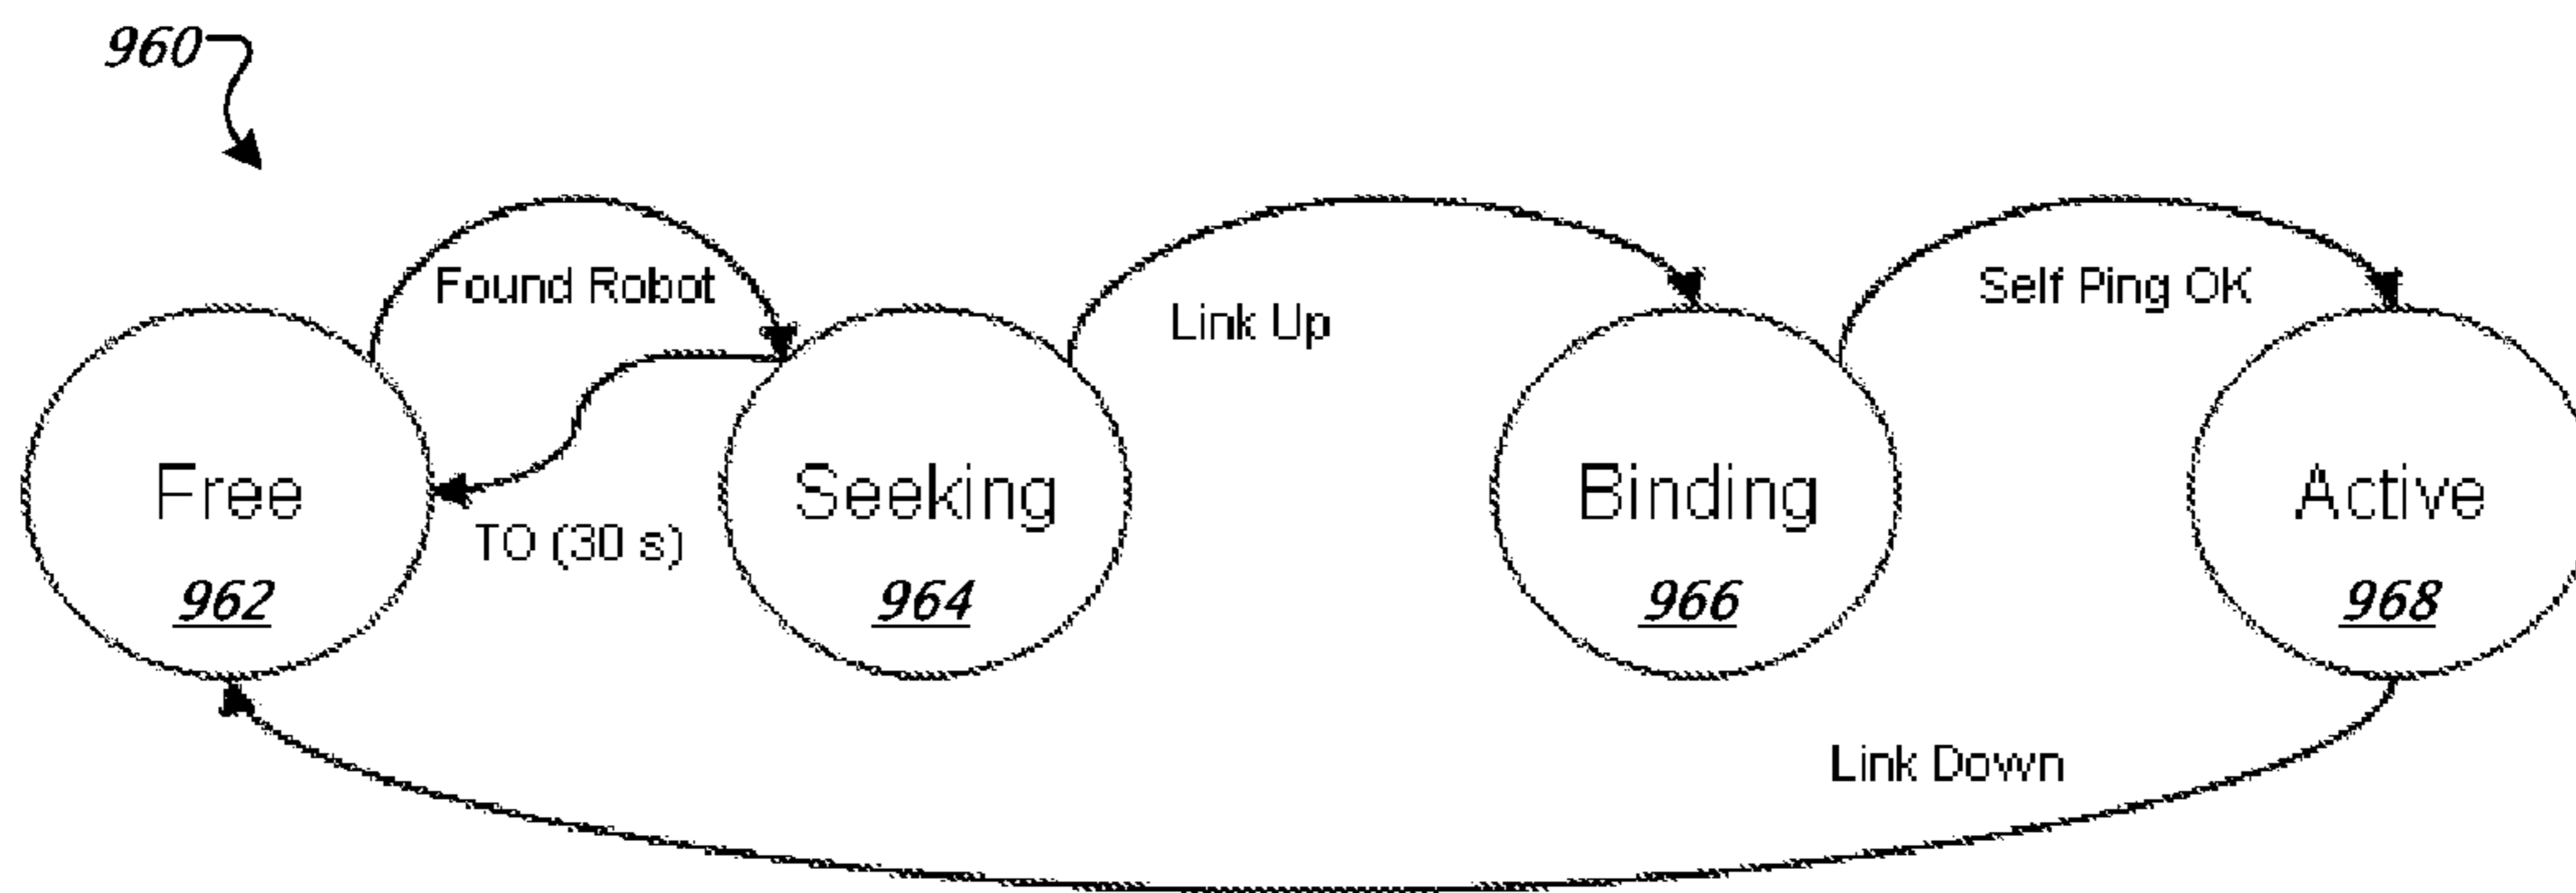 960
Found Robot
Self Ping OK
Link Up
Free
Seeking
Binding
Active
TO (30 s)
962
964
966
968
Link Down